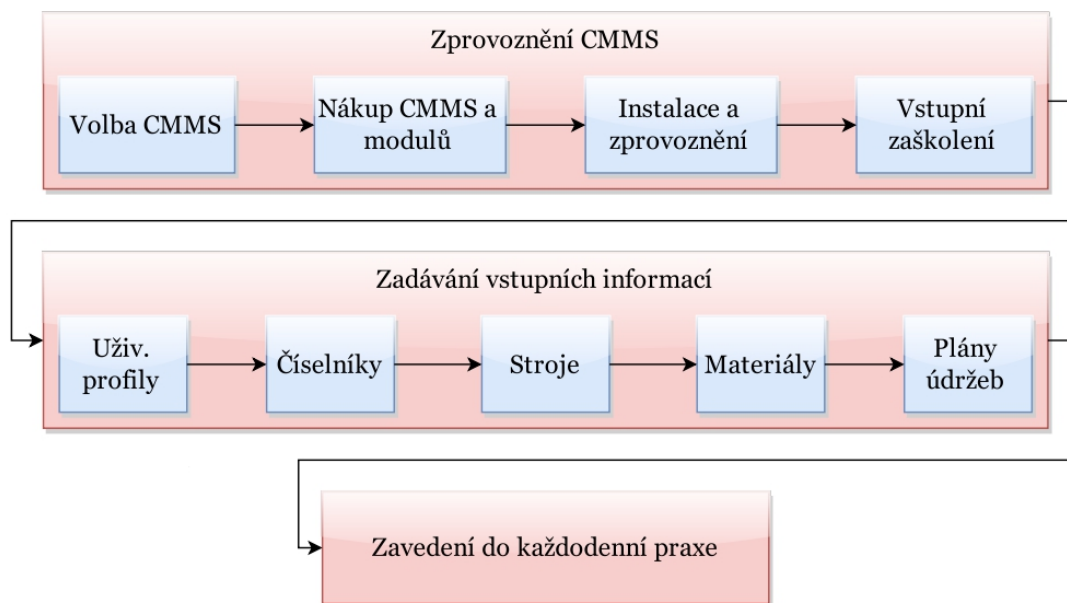 Zprovoznění CMMS
Volba CMMS
Nákup CMMS a
modulů
Instalace a
zprovoznění
Vstupní
zaškolení
Zadávání vstupních informací
Uživ.
profily
Číselníky
Stroje
Materiály
Plány
údržeb
Zavedení do každodenní praxe